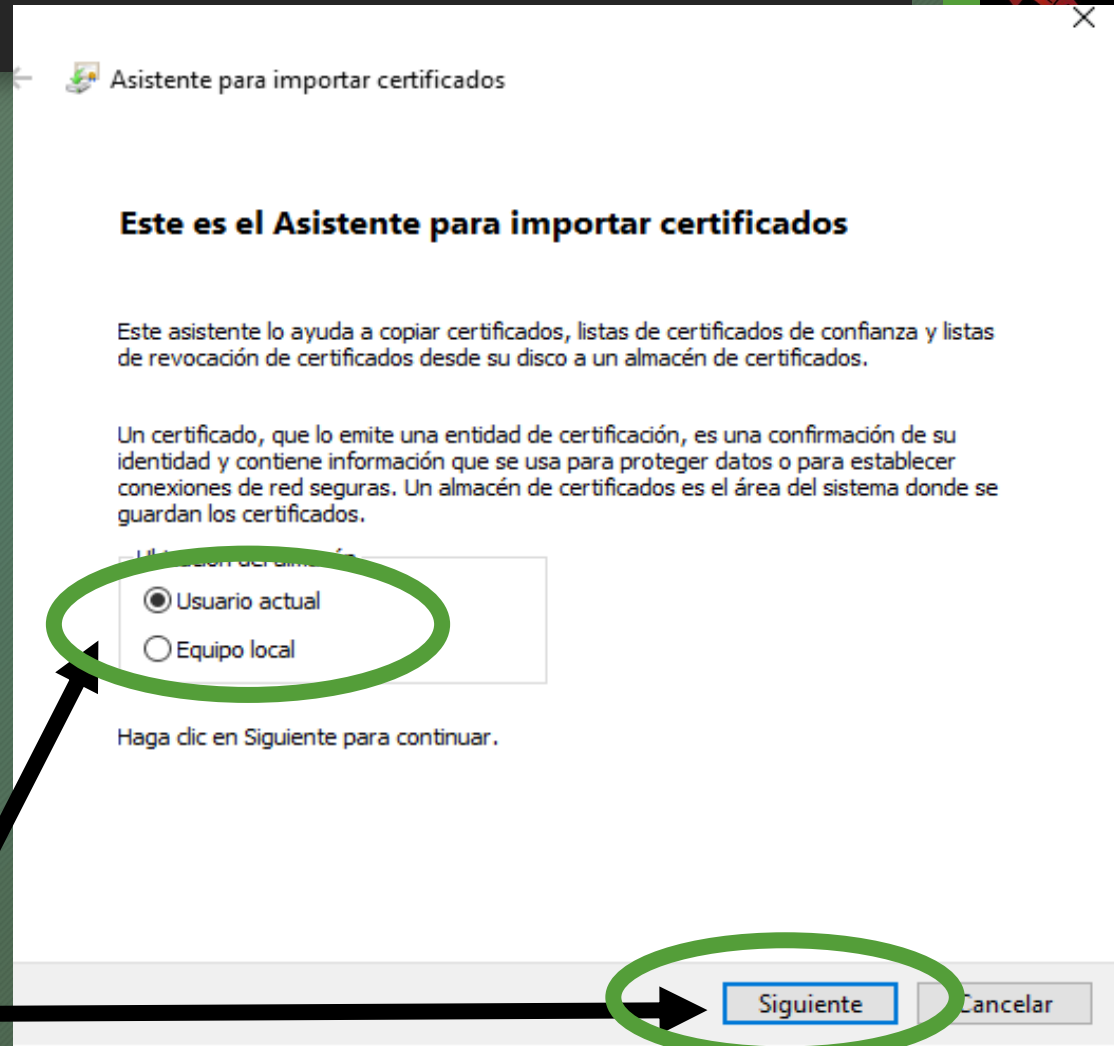 Asistente para importar certificados
Este es el Asistente para importar certificados
Este asistente lo ayuda a copiar certificados, listas de certificados de confianza y listas
de revocación de certificados desde su disco a un almacén de certificados.
Un certificado, que lo emite una entidad de certificación, es una confirmación de su
identidad y contiene información que se usa para proteger datos o para establecer
conexiones de red seguras. Un almacén de certificados es el área del sistema donde se
guardan los certificados.
Ubicación del almacén
Usuario actual
Equipo local
Haga clic en Siguiente para continuar.
Siguiente
Cancelar